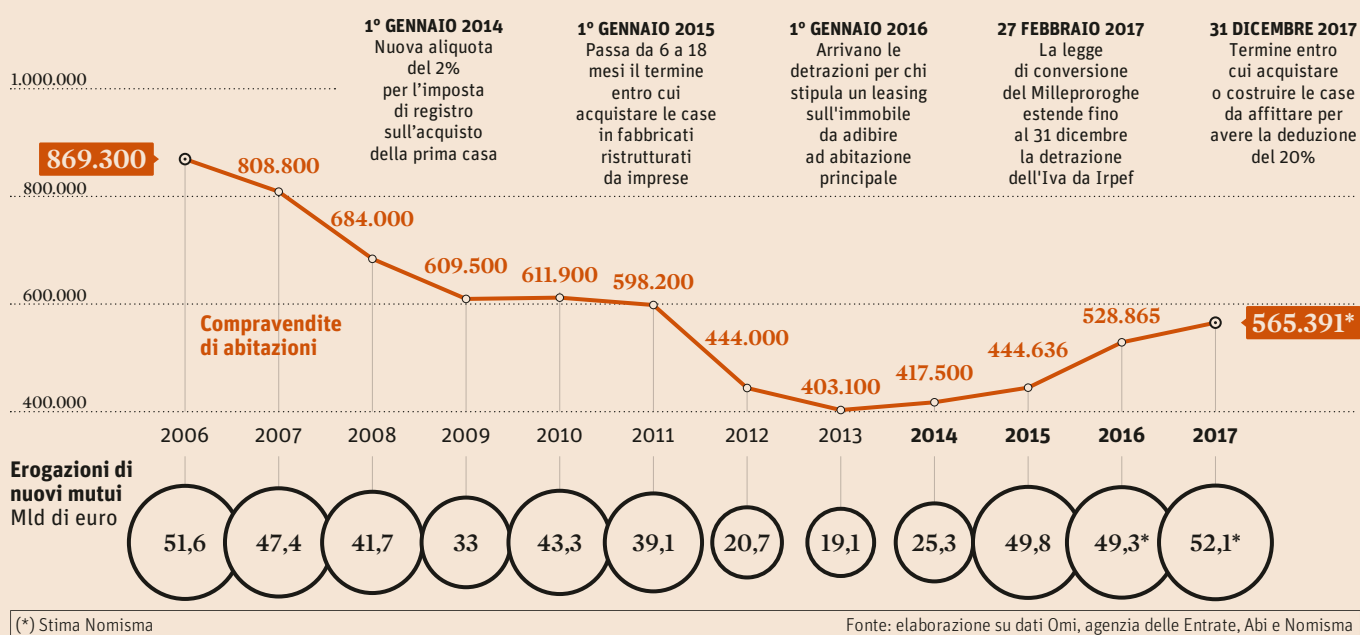 1° GENNAIO 2014
Nuova aliquota
del 2%
per l'imposta
di registro
sull'acquisto
della prima casa
1° GENNAIO 2015
Passa da 6 a 18
mesi il termine
entro cui
acquistare le case
in fabbricati
ristrutturati
da imprese
1° GENNAIO 2016
Arrivano le
detrazioni per chi
stipula un leasing
sull'immobile
da adibire
ad abitazione
principale
27 FEBBRAIO 2017
La legge
di conversione
del Milleproroghe
estende fino
al 31 dicembre
la detrazione
dell'Iva da Irpef
31 DICEMBRE 2017
Termine entro
cui acquistare
o costruire le case
da affittare per
avere la deduzione
del 20%
1.000.000
800.000
600.000
400.000
869.300
808.800
684.000
609.500
611.900
598.200
444.000
403.100
417.500
444.636
528.865
565.391*
Compravendite
di abitazioni
2006 2007 2008 2009 2010 2011 2012 2013 2014 2015 2016 2017
Erogazioni di
nuovi mutui
Mld di euro
51,6 47,4 41,7 33 43,3 39,1 20,7 19,1 25,3 49,8 49,3* 52,1*
(*) Stima Nomisma
Fonte: elaborazione su dati Omi, agenzia delle Entrate, Abi e Nomisma